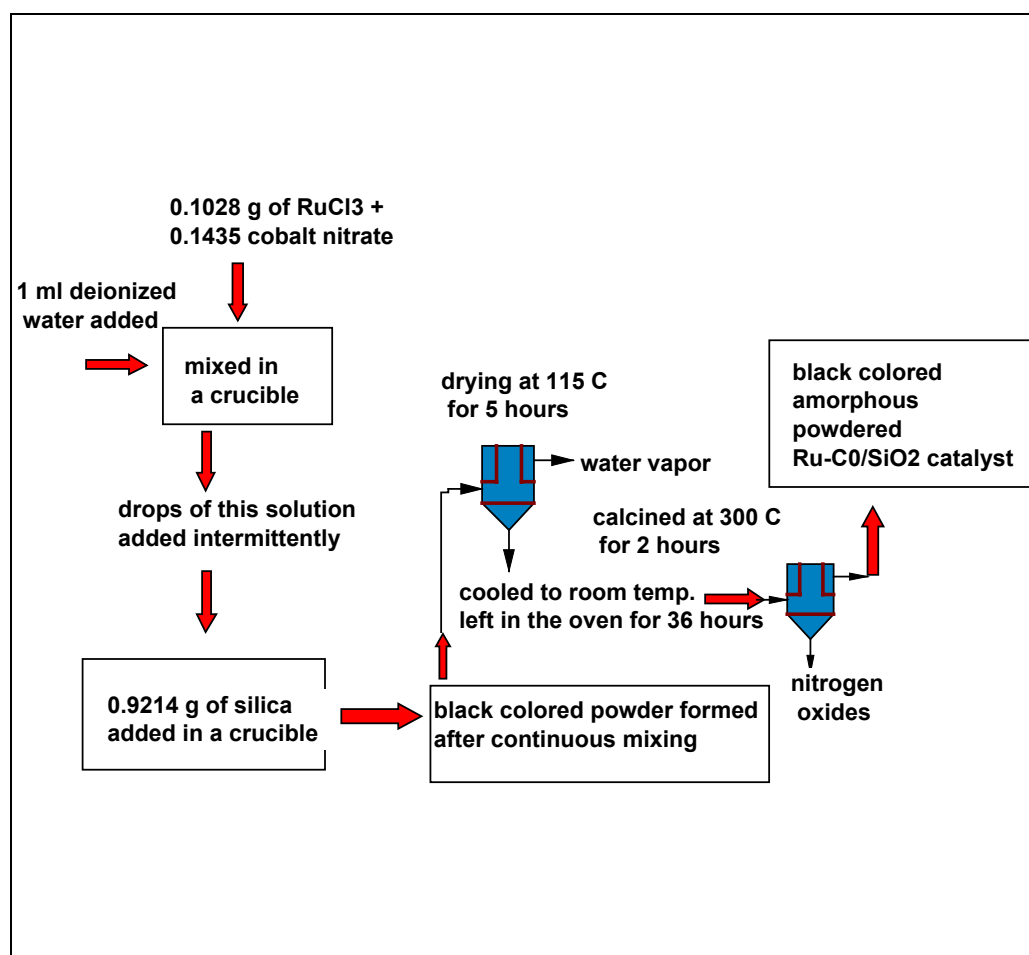 0.1028 g of RuCl3 +
0.1435 cobalt nitrate
1 ml deionized
water added
mixed in
a crucible
drops of this solution
added intermittently
0.9214 g of silica
added in a crucible
black colored powder formed
after continuous mixing
drying at 115 C
for 5 hours
water vapor
cooled to room temp.
left in the oven for 36 hours
calcined at 300 C
for 2 hours
nitrogen
oxides
black colored
amorphous
powdered
Ru-C0/SiO2 catalyst